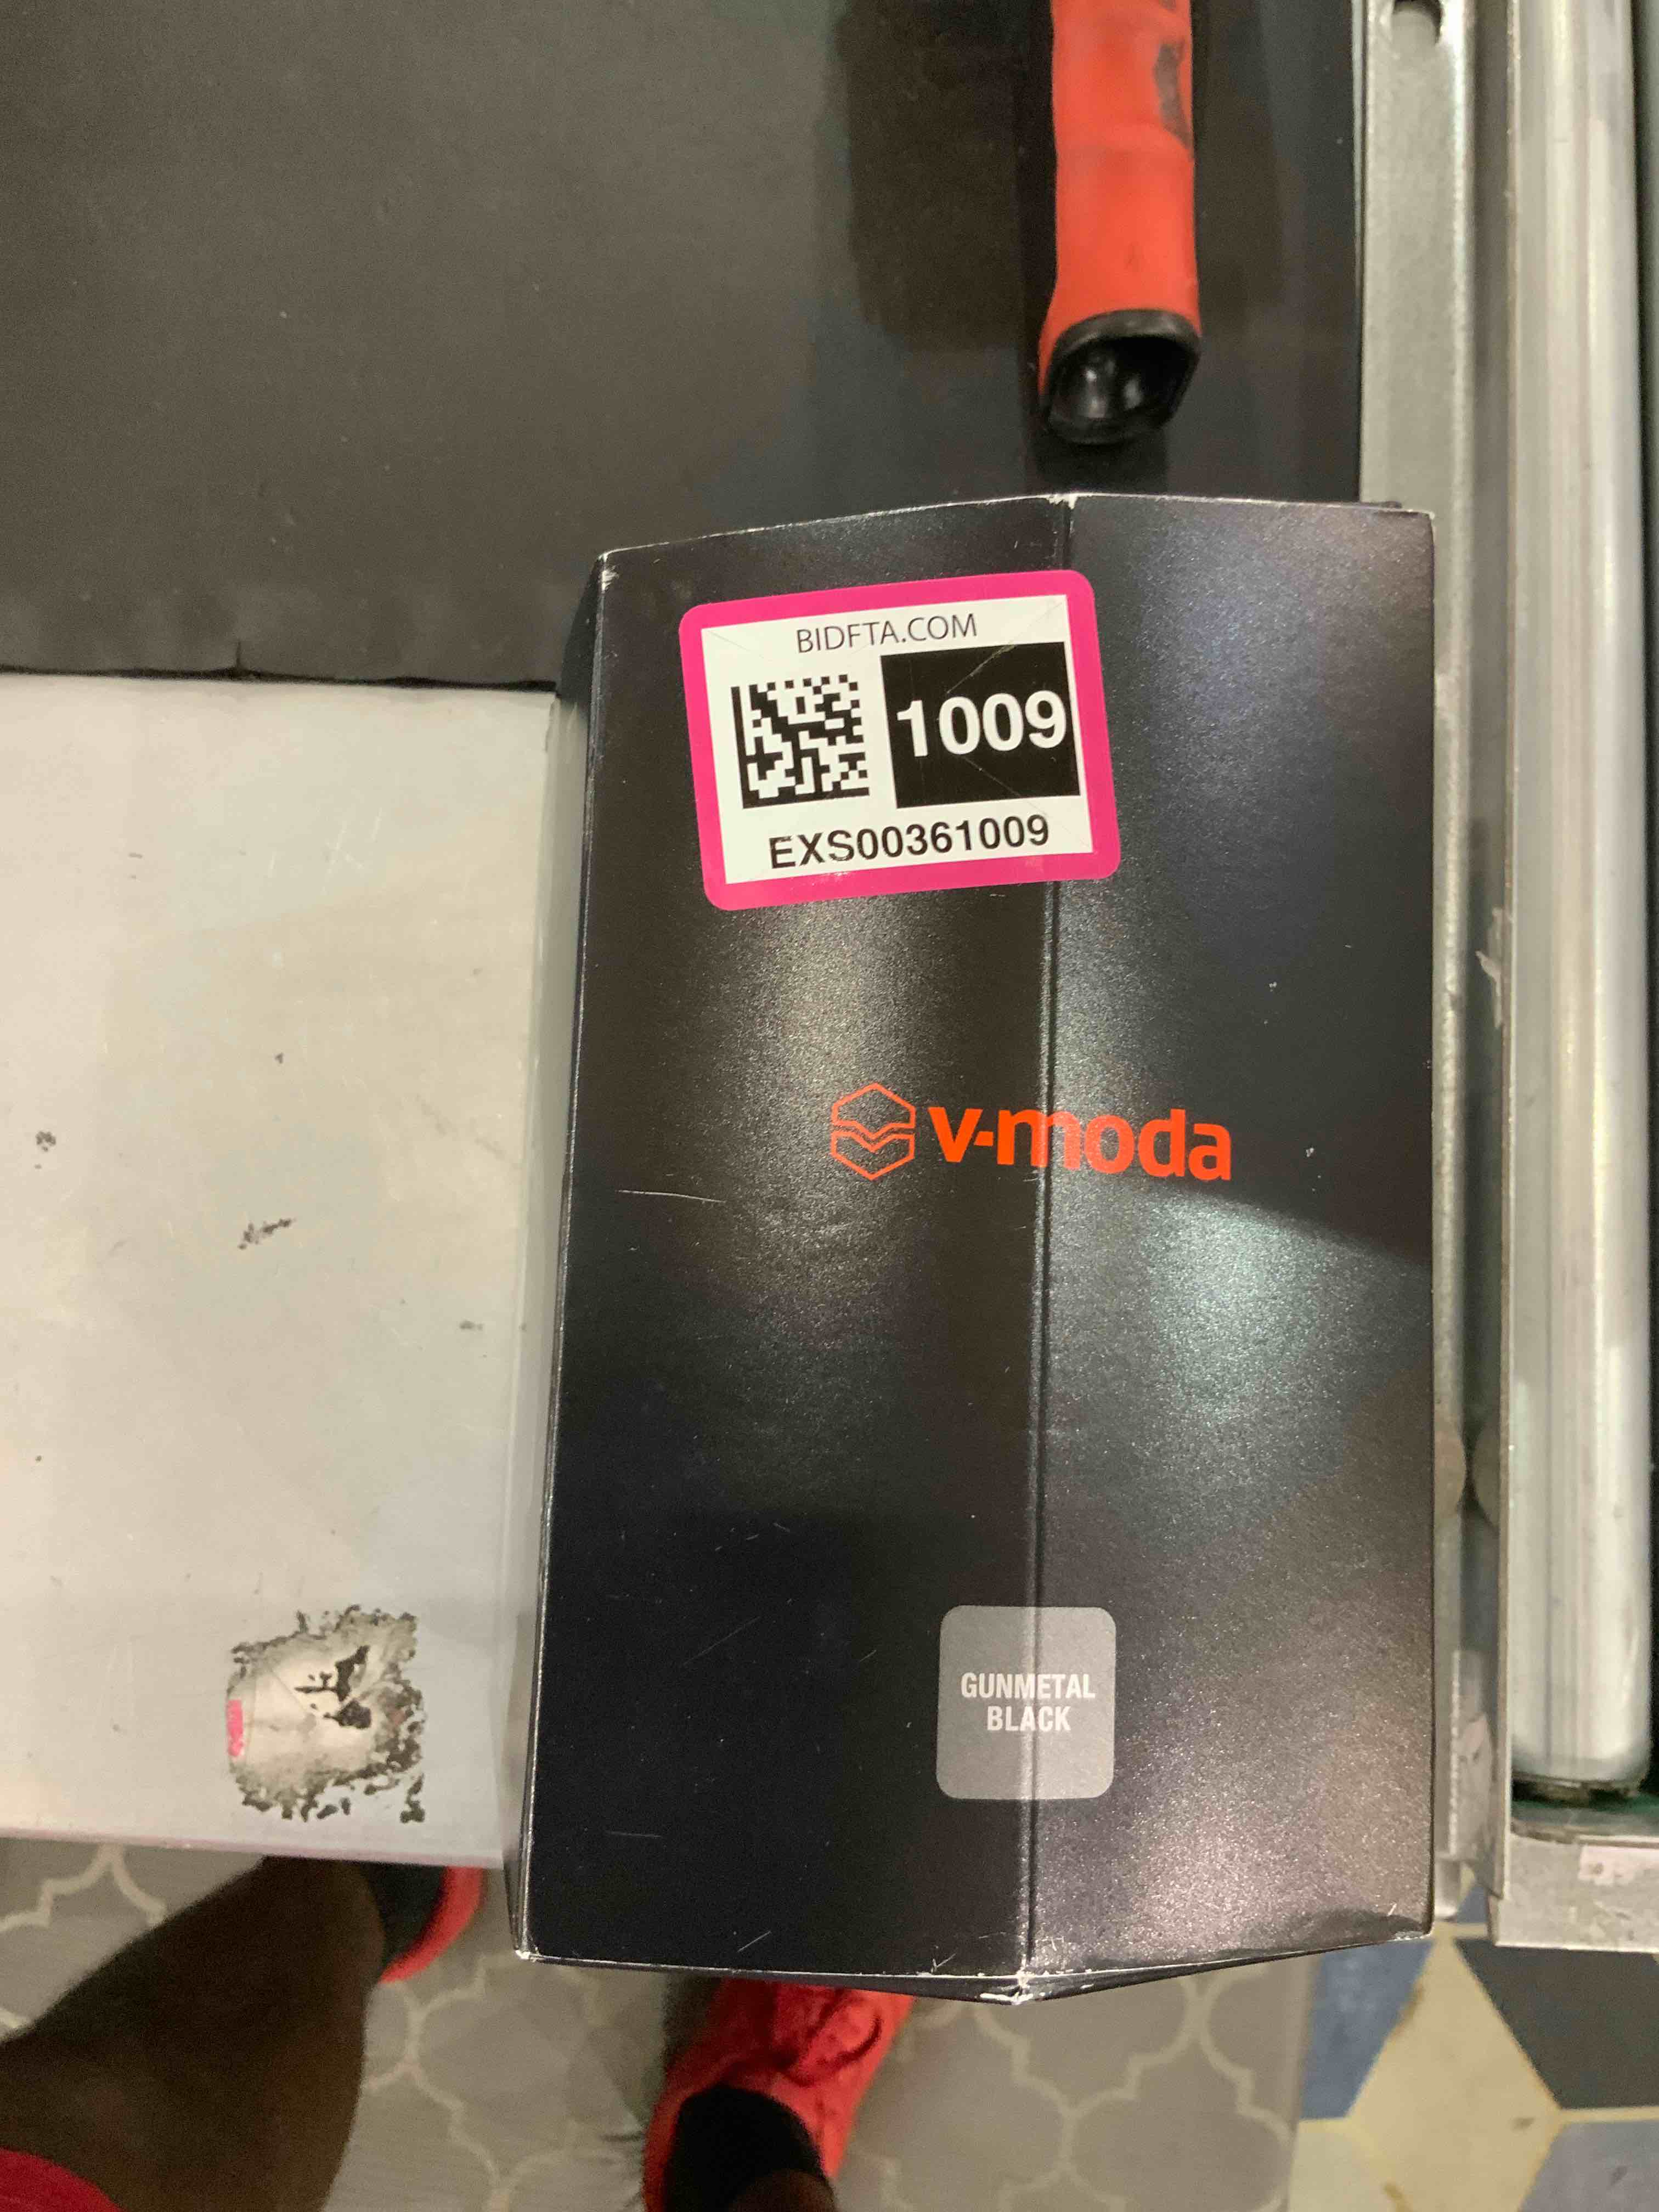 BIDFTA.COM
1009
EXS00361009
v-moda
GUNMETAL
BLACK